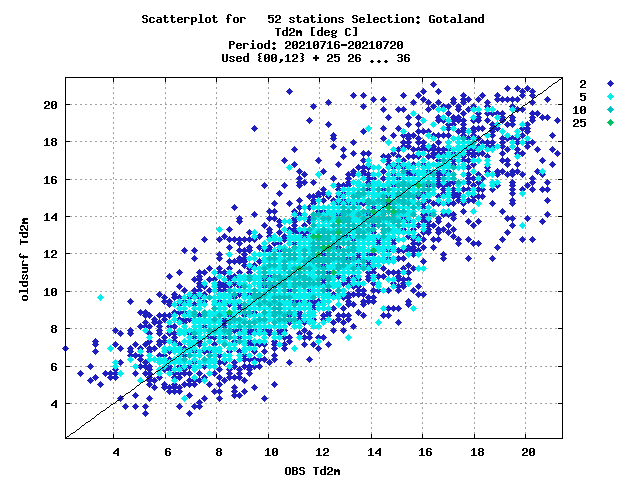 Scatterplot for   52 stations Selection: Gotaland
Td2m [deg C]
Period: 20210716-20210720
Used {00,12} + 25 26 ... 36
2
5
10
25
20
18
16
14
12
10
8
6
4
oldsurf Td2m
4 6 8 10 12 14 16 18 20
OBS Td2m